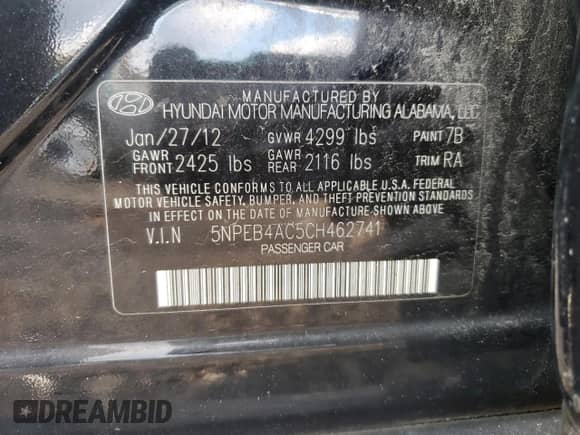 MANUFACTURED BY
HYUNDAI MOTOR MANUFACTURING ALABAMA, LLC
Jan/27/12 GVWR 4299 lbs PAINT 7B
GAWR FRONT 2425 lbs GAWR REAR 2116 lbs TRIM RA
THIS VEHICLE CONFORMS TO ALL APPLICABLE U.S.A. FEDERAL
MOTOR VEHICLE SAFETY, BUMPER, AND THEFT PREVENTION STANDARDS
IN EFFECT ON THE DATE OF MANUFACTURE SHOWN ABOVE.
V.I.N 5NPEB4AC5CH462741
PASSENGER CAR
DREAMBID